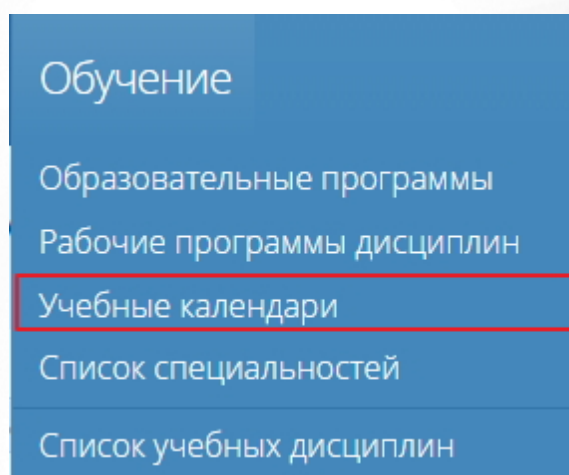 Обучение
Образовательные программы
Рабочие программы дисциплин
Учебные календари
Список специальностей
Список учебных дисциплин